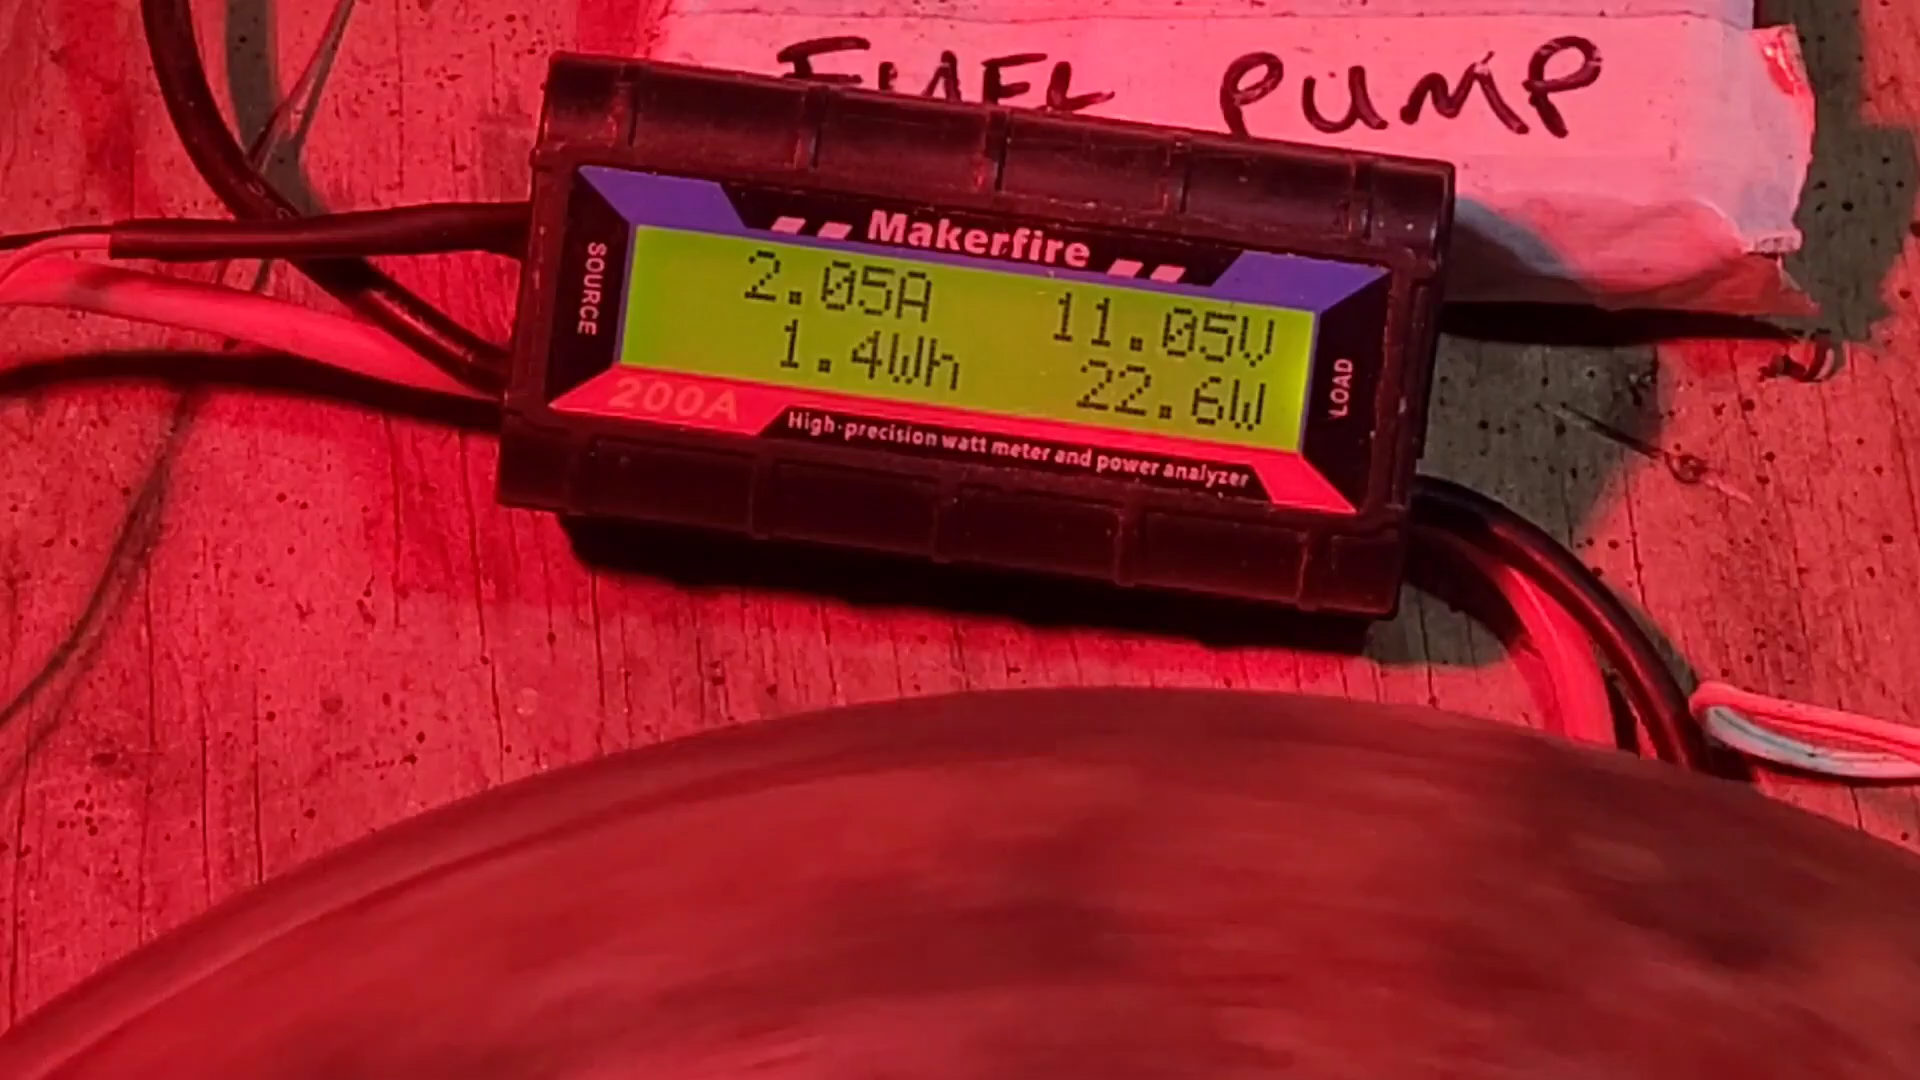 FUEL PUMP
Makerfire
SOURCE
2.05A 11.05V
1.4Wh 22.6W
LOAD
200A
High-precision watt meter and power analyzer